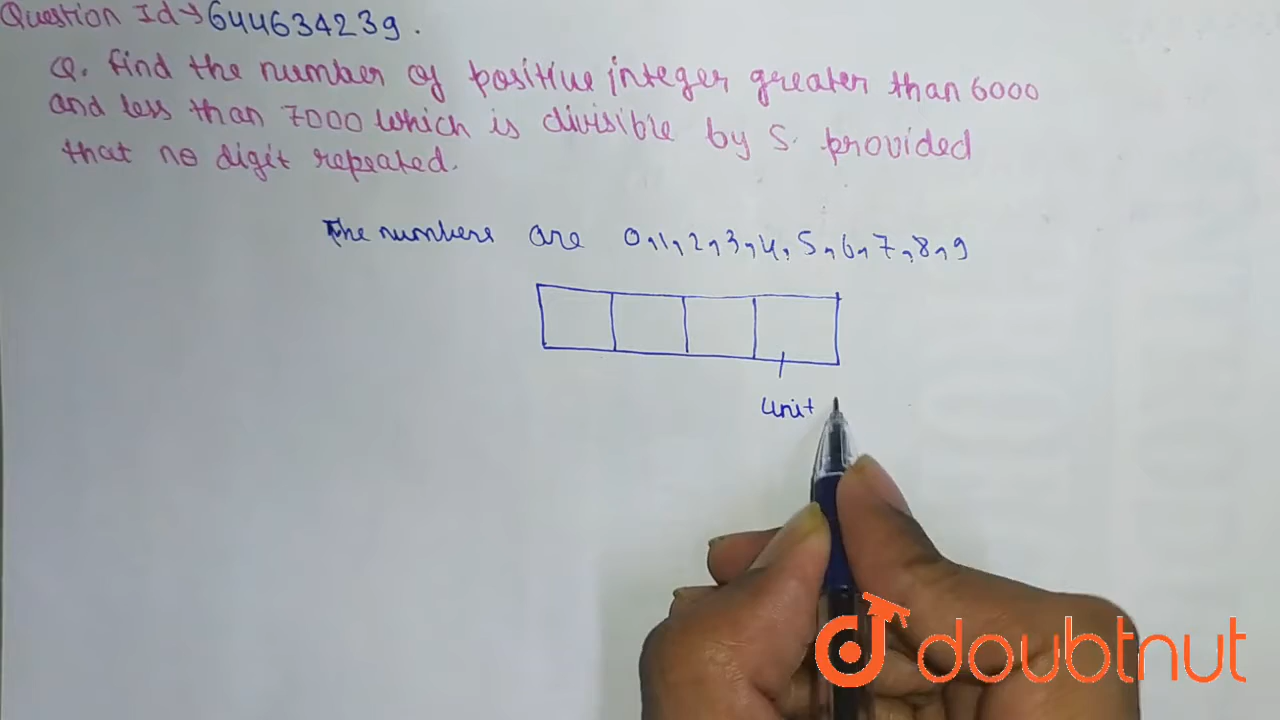 Question Id→644634239.
Q. find the number of positive integer greater than 6000
and less than 7000 which is divisible by 5. provided
that no digit repeated.
The numbers are 0,1,2,3,4,5,6,7,8,9
unit
doubtnut